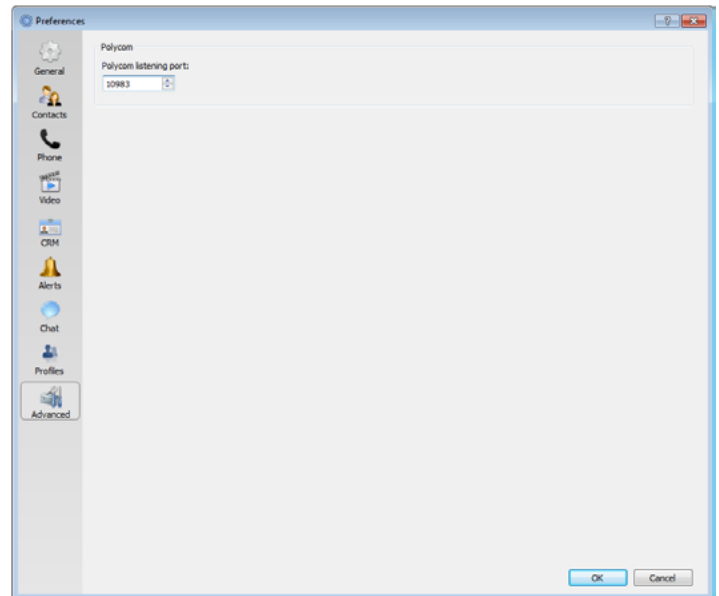 Preferences
General
Contacts
Phone
Video
CRM
Alerts
Chat
Profiles
Advanced
Polycom
Polycom listening port:
10983
OK
Cancel